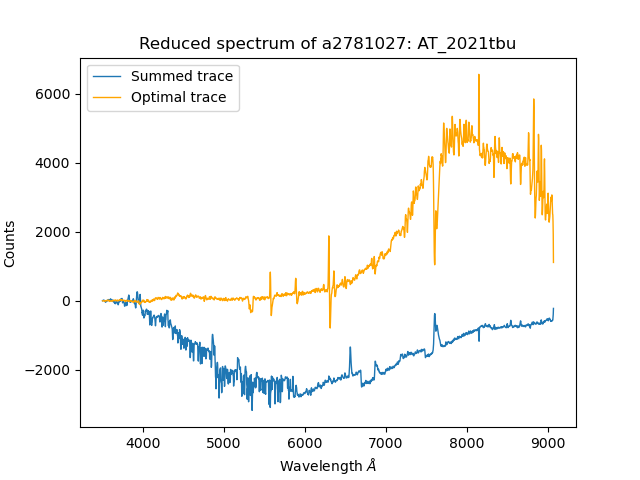 Reduced spectrum of a2781027: AT_2021tbu
Summed trace
Optimal trace
Counts
6000
4000
2000
0
−2000
4000 5000 6000 7000 8000 9000
Wavelength Å